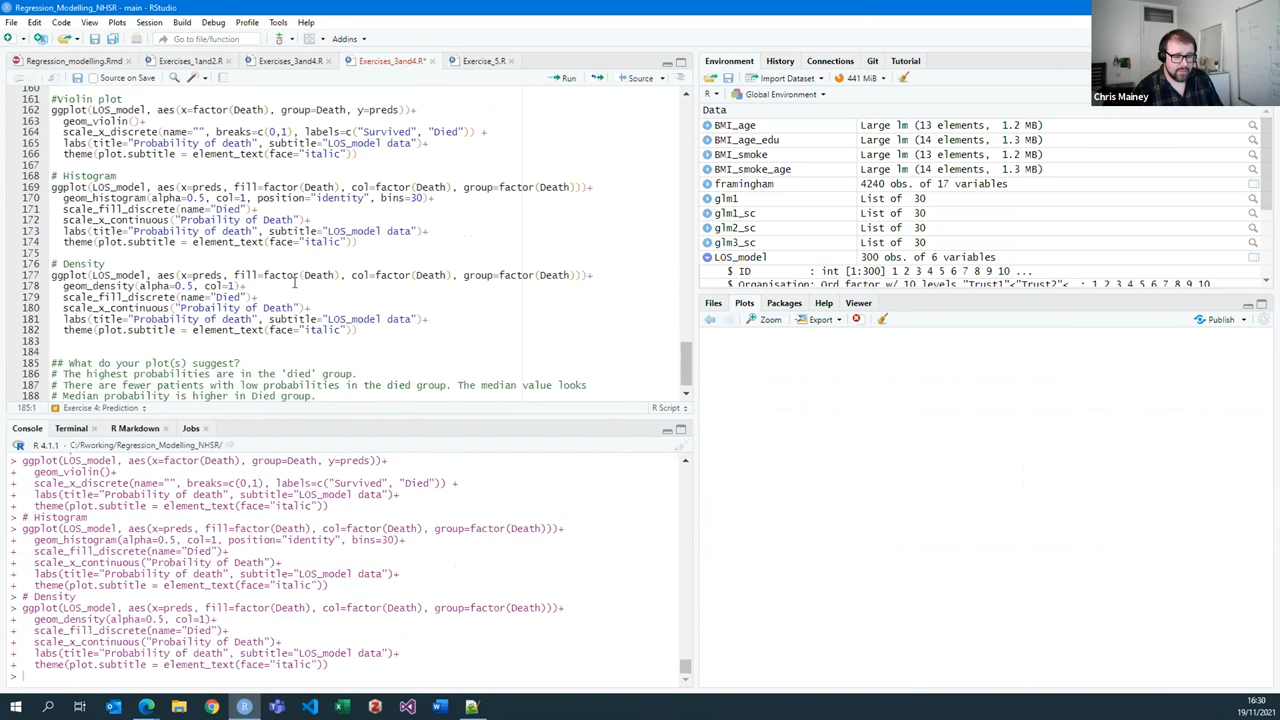 Regression_Modelling_NHSR - main - RStudio
File Edit Code View Plots Session Build Debug Profile Tools Help
Go to file/function Addins
Regression_modelling.Rmd Exercises_1and2.R Exercises_3and4.R Exercises_3and4.R* Exercise_5.R
Source on Save Run Source
160
161 #Violin plot
162 ggplot(LOS_model, aes(x=factor(Death), group=Death, y=preds))+
163 geom_violin()+
164 scale_x_discrete(name="", breaks=c(0,1), labels=c("Survived", "Died")) +
165 labs(title="Probability of death", subtitle="LOS_model data")+
166 theme(plot.subtitle = element_text(face="italic"))
167
168 # Histogram
169 ggplot(LOS_model, aes(x=preds, fill=factor(Death), col=factor(Death), group=factor(Death)))+
170 geom_histogram(alpha=0.5, col=1, position="identity", bins=30)+
171 scale_fill_discrete(name="Died")+
172 scale_x_continuous("Probaility of Death")+
173 labs(title="Probability of death", subtitle="LOS_model data")+
174 theme(plot.subtitle = element_text(face="italic"))
175
176 # Density
177 ggplot(LOS_model, aes(x=preds, fill=factor(Death), col=factor(Death), group=factor(Death)))+
178 geom_density(alpha=0.5, col=1)+
179 scale_fill_discrete(name="Died")+
180 scale_x_continuous("Probaility of Death")+
181 labs(title="Probability of death", subtitle="LOS_model data")+
182 theme(plot.subtitle = element_text(face="italic"))
183
184
185 ## What do your plot(s) suggest?
186 # The highest probabilities are in the 'died' group.
187 # There are fewer patients with low probabilities in the died group. The median value looks
188 # Median probability is higher in Died group.
185:1 Exercise 4: Prediction R Script
Console Terminal R Markdown Jobs
R 4.1.1 · C:/Rworking/Regression_Modelling_NHSR/
> ggplot(LOS_model, aes(x=factor(Death), group=Death, y=preds))+
+ geom_violin()+
+ scale_x_discrete(name="", breaks=c(0,1), labels=c("Survived", "Died")) +
+ labs(title="Probability of death", subtitle="LOS_model data")+
+ theme(plot.subtitle = element_text(face="italic"))
> # Histogram
> ggplot(LOS_model, aes(x=preds, fill=factor(Death), col=factor(Death), group=factor(Death)))+
+ geom_histogram(alpha=0.5, col=1, position="identity", bins=30)+
+ scale_fill_discrete(name="Died")+
+ scale_x_continuous("Probaility of Death")+
+ labs(title="Probability of death", subtitle="LOS_model data")+
+ theme(plot.subtitle = element_text(face="italic"))
> # Density
> ggplot(LOS_model, aes(x=preds, fill=factor(Death), col=factor(Death), group=factor(Death)))+
+ geom_density(alpha=0.5, col=1)+
+ scale_fill_discrete(name="Died")+
+ scale_x_continuous("Probaility of Death")+
+ labs(title="Probability of death", subtitle="LOS_model data")+
+ theme(plot.subtitle = element_text(face="italic"))
>
Environment History Connections Git Tutorial
Import Dataset 441 MiB
R Global Environment
Data
BMI_age Large lm (13 elements, 1.2 MB)
BMI_age_edu Large lm (14 elements, 1.3 MB)
BMI_smoke Large lm (13 elements, 1.2 MB)
BMI_smoke_age Large lm (14 elements, 1.3 MB)
framingham 4240 obs. of 17 variables
glm1 List of 30
glm1_sc List of 30
glm2_sc List of 30
glm3_sc List of 30
LOS_model 300 obs. of 6 variables
$ ID : int [1:300] 1 2 3 4 5 6 7 8 9 10 ...
$ Organisation: Ord.factor w/ 10 levels "Trust1"<"Trust2"< ..: 1 2 3 4 5 6 7 8 9 10
Files Plots Packages Help Viewer
Zoom Export Publish
Chris Mainey
16:30
19/11/2021